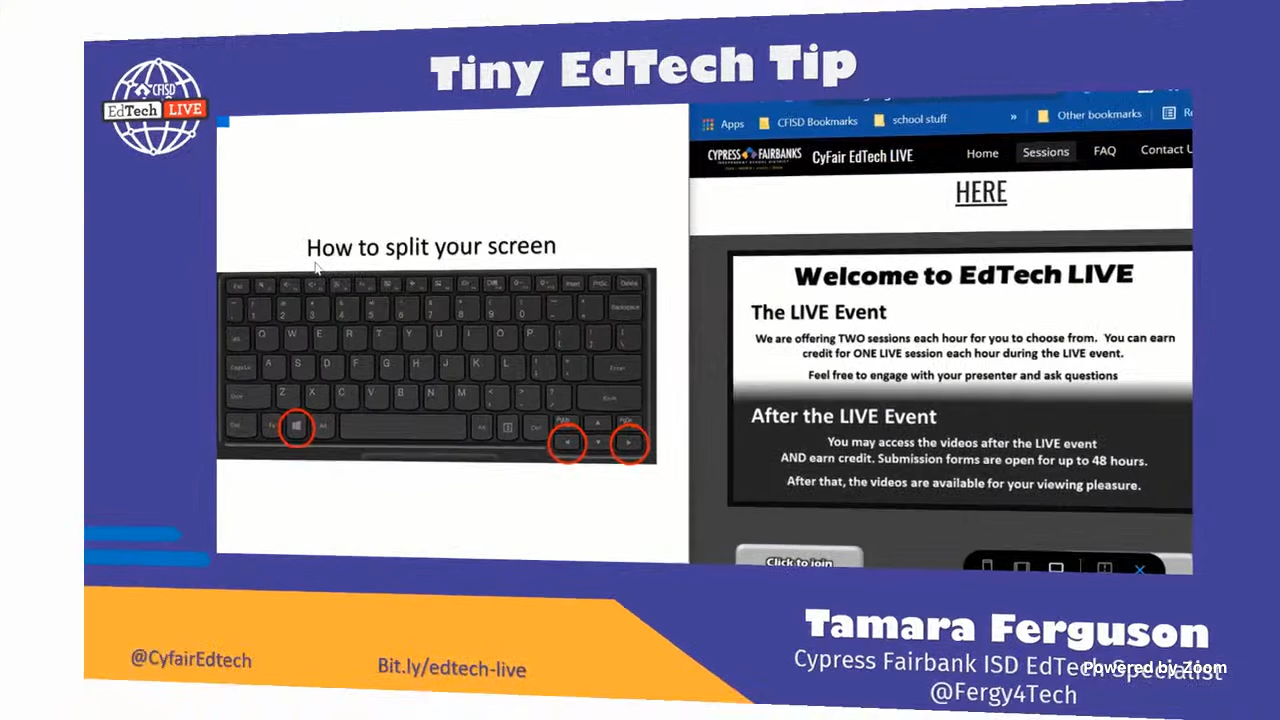 Tiny EdTech Tip
CFISD
EdTech LIVE
Apps CFISD Bookmarks school stuff » Other bookmarks
CYPRESS FAIRBANKS
CyFair EdTech LIVE Home Sessions FAQ Contact U
HERE
How to split your screen
Welcome to EdTech LIVE
The LIVE Event
We are offering TWO sessions each hour for you to choose from. You can earn
credit for ONE LIVE session each hour during the LIVE event.
Feel free to engage with your presenter and ask questions
After the LIVE Event
You may access the videos after the LIVE event
AND earn credit. Submission forms are open for up to 48 hours.
After that, the videos are available for your viewing pleasure.
Click to join
Q W E R T Y U I O P
A S D F G H J K L
Z X C V B N M
@CyfairEdtech
Bit.ly/edtech-live
Tamara Ferguson
Cypress Fairbank ISD EdTech Specialist
@Fergy4Tech
Powered by Zoom